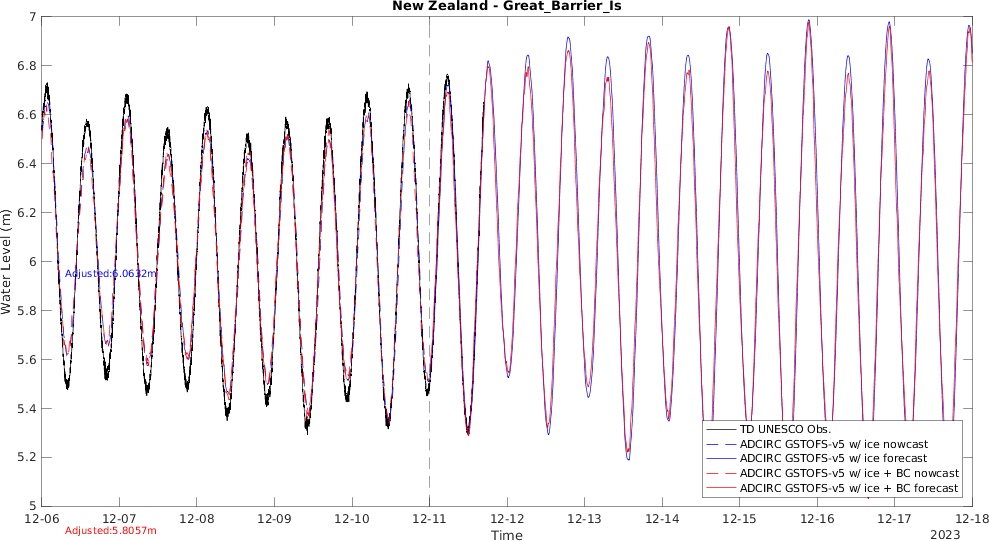 New Zealand - Great_Barrier_Is
7
6.8
6.6
6.4
6.2
6
5.8
5.6
5.4
5.2
5
Water Level (m)
Adjusted:6.0632m
TD UNESCO Obs.
ADCIRC GSTOFS-v5 w/ ice nowcast
ADCIRC GSTOFS-v5 w/ ice forecast
ADCIRC GSTOFS-v5 w/ ice + BC nowcast
ADCIRC GSTOFS-v5 w/ ice + BC forecast
12-06 12-07 12-08 12-09 12-10 12-11 12-12 12-13 12-14 12-15 12-16 12-17 12-18
Adjusted:5.8057m
Time
2023